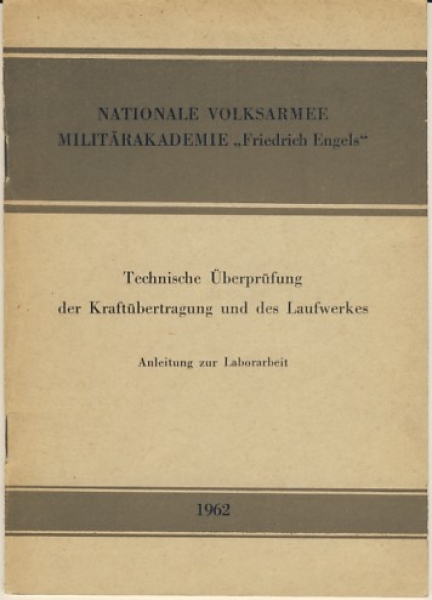 NATIONALE VOLKSARMEE
MILITÄRAKADEMIE „Friedrich Engels“
Technische Überprüfung
der Kraftübertragung und des Laufwerkes
Anleitung zur Laborarbeit
1962